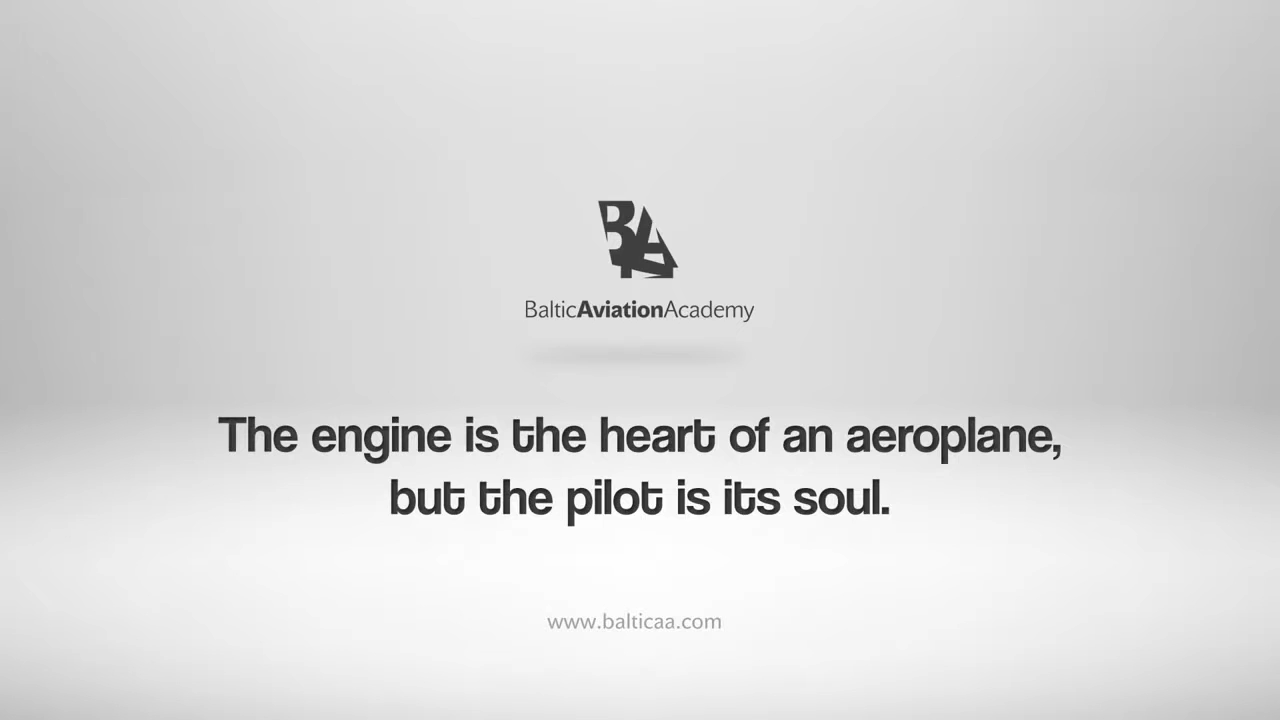 BA
BalticAviationAcademy
The engine is the heart of an aeroplane,
but the pilot is its soul.
www.balticaa.com